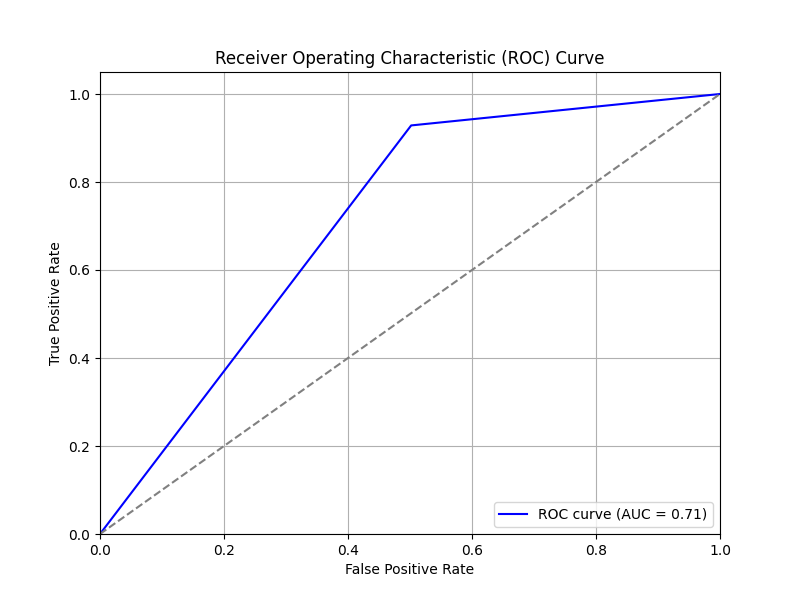 Receiver Operating Characteristic (ROC) Curve
True Positive Rate
1.0
0.8
0.6
0.4
0.2
0.0
ROC curve (AUC = 0.71)
0.0 0.2 0.4 0.6 0.8 1.0
False Positive Rate